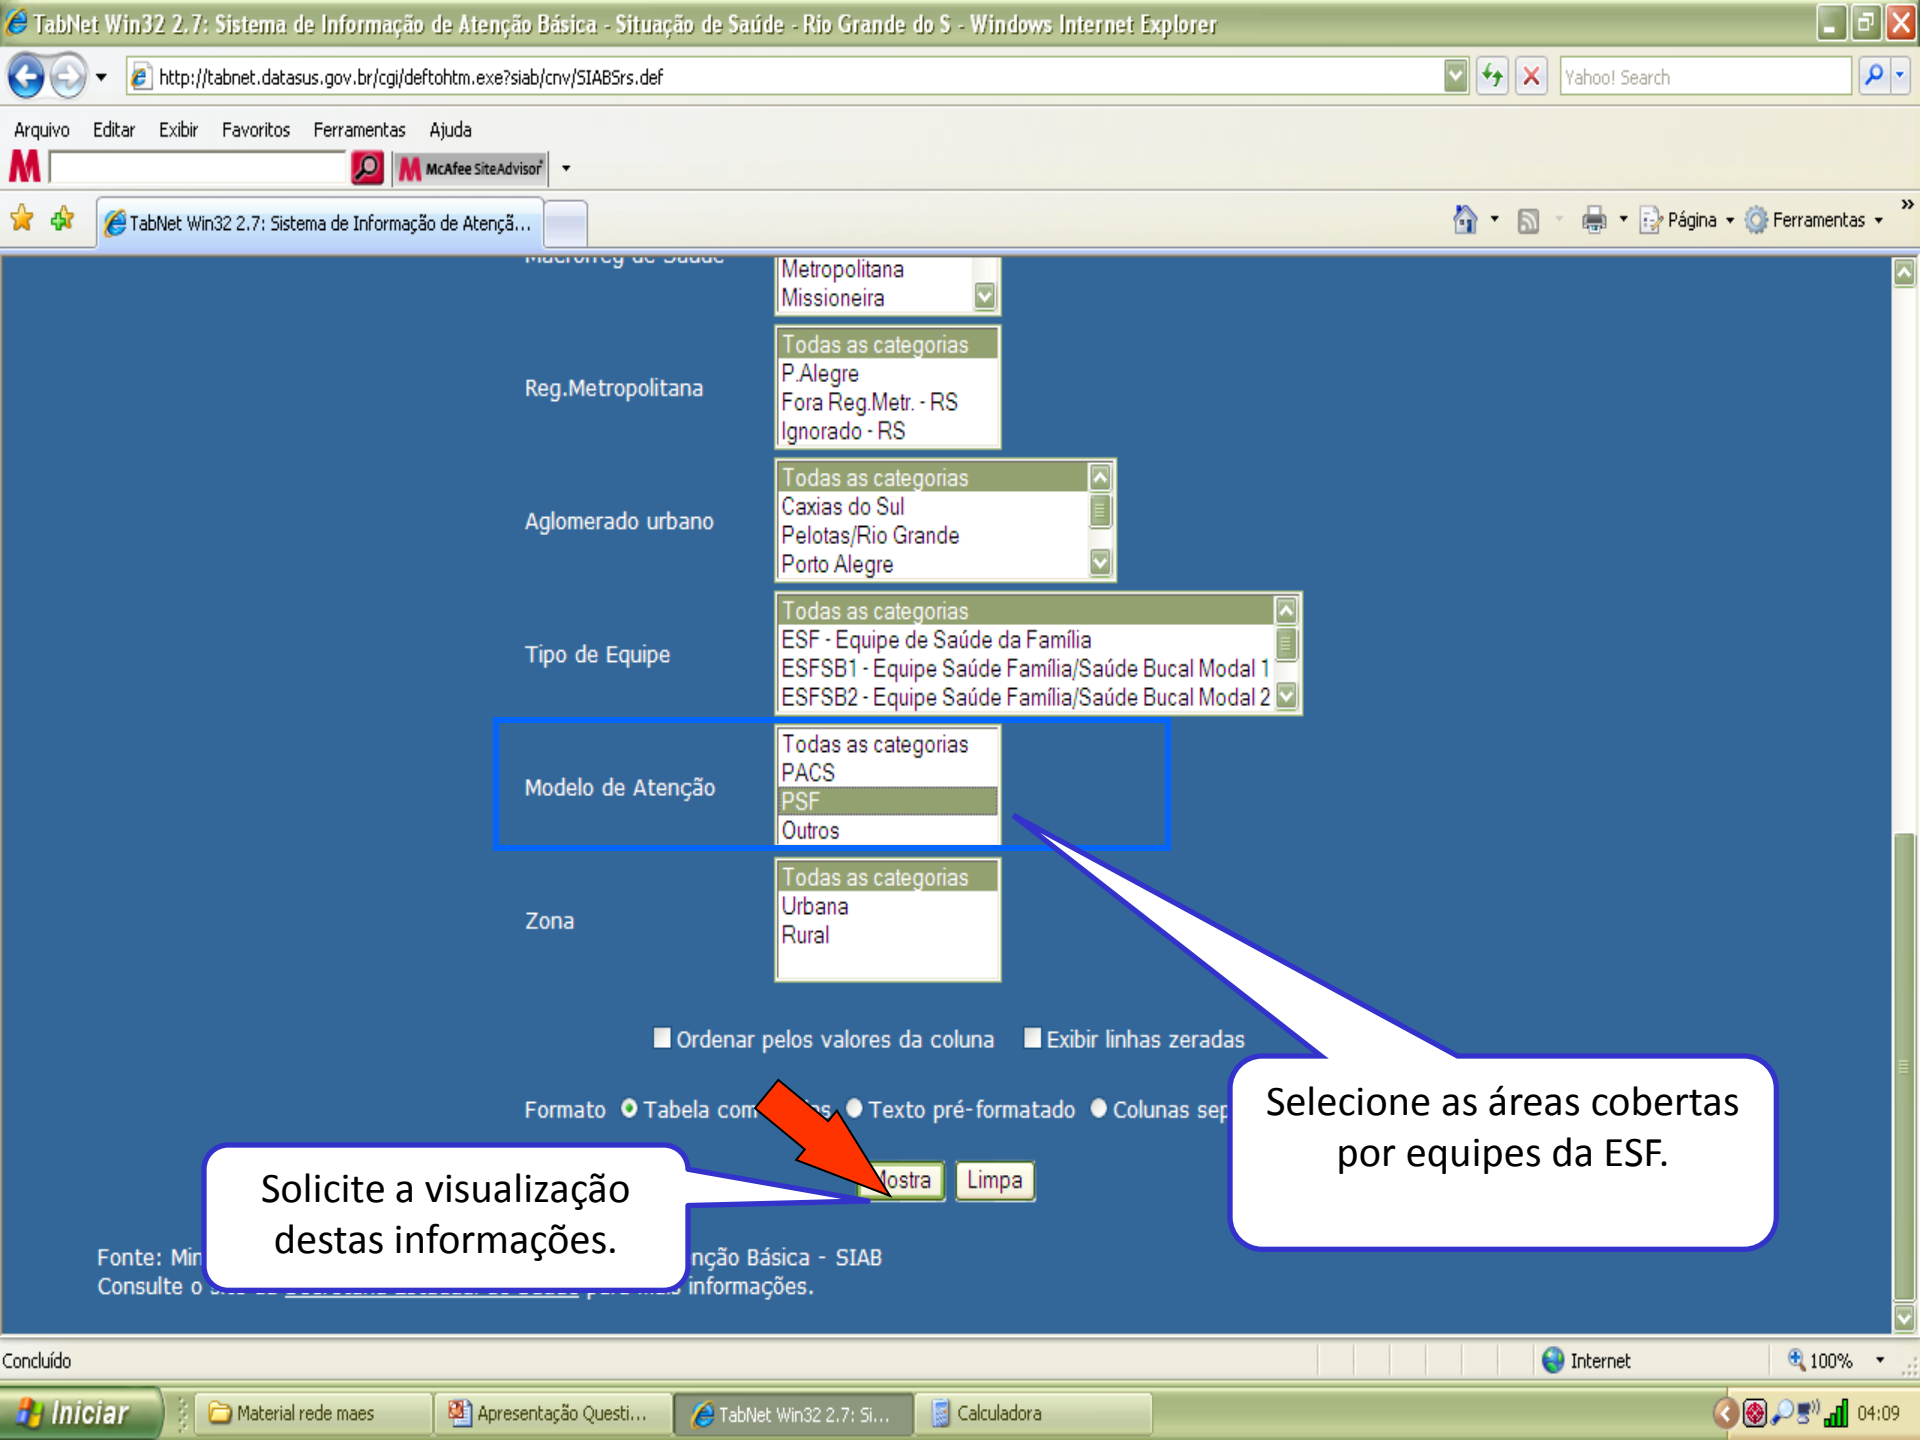 TabNet Win32 2.7: Sistema de Informação de Atenção Básica - Situação de Saúde - Rio Grande do S - Windows Internet Explorer
http://tabnet.datasus.gov.br/cgi/deftohtm.exe?siab/cnv/SIABSrs.def
Yahoo! Search
Arquivo Editar Exibir Favoritos Ferramentas Ajuda
McAfee SiteAdvisor
TabNet Win32 2.7: Sistema de Informação de Atençã...
Página Ferramentas
Metropolitana
Missioneira
Reg.Metropolitana
Todas as categorias
P.Alegre
Fora Reg.Metr. - RS
Ignorado - RS
Aglomerado urbano
Todas as categorias
Caxias do Sul
Pelotas/Rio Grande
Porto Alegre
Tipo de Equipe
Todas as categorias
ESF - Equipe de Saúde da Família
ESFSB1 - Equipe Saúde Família/Saúde Bucal Modal 1
ESFSB2 - Equipe Saúde Família/Saúde Bucal Modal 2
Modelo de Atenção
Todas as categorias
PACS
PSF
Outros
Zona
Todas as categorias
Urbana
Rural
Ordenar pelos valores da coluna Exibir linhas zeradas
Formato Tabela com Texto pré-formatado Colunas
Selecione as áreas cobertas
por equipes da ESF.
Mostra Limpa
Solicite a visualização
destas informações.
Fonte: Básica - SIAB
Consulte o informações.
Concluído Internet 100%
Iniciar Material rede maes Apresentação Questi... TabNet Win32 2.7: Si... Calculadora 04:09